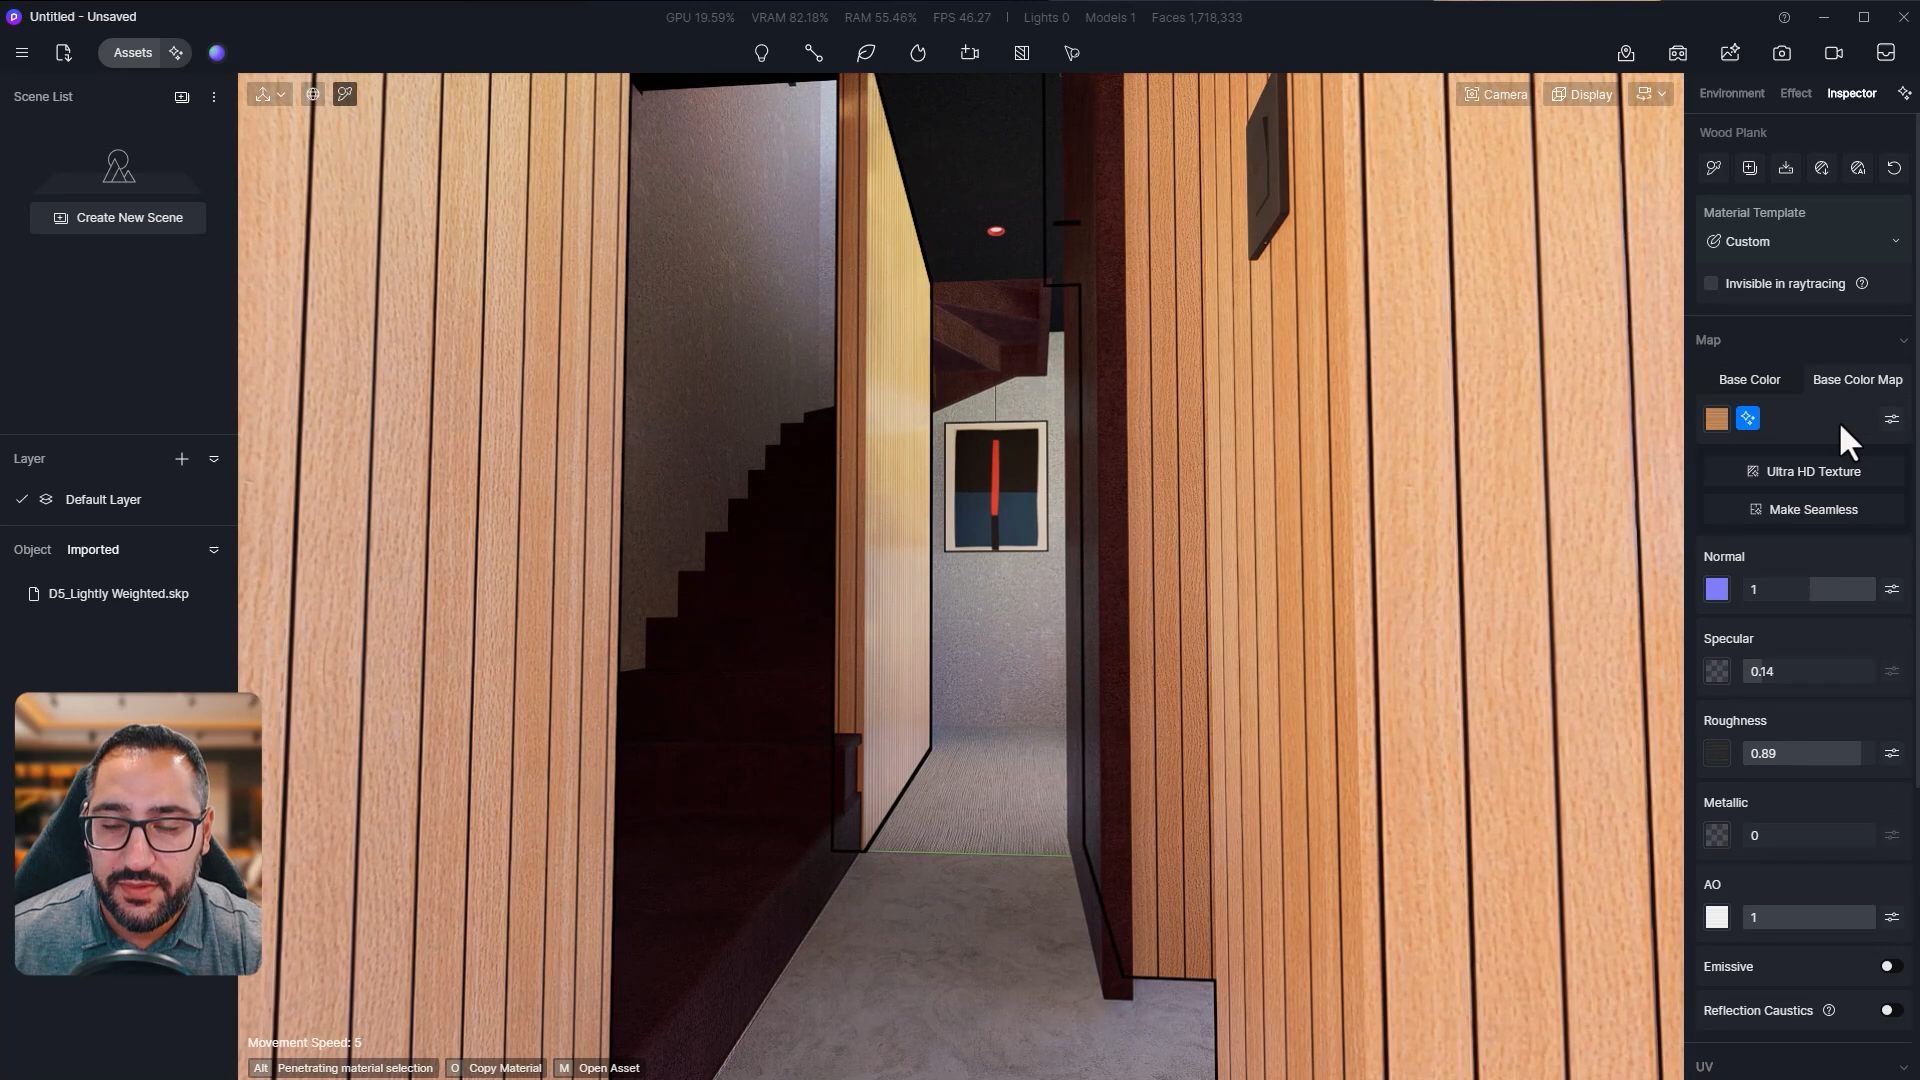 Untitled - Unsaved
GPU 19.59% VRAM 82.18% RAM 55.46% FPS 46.27 | Lights 0 Models 1 Faces 1,718,333
Assets
Scene List
Camera
Display
Environment Effect Inspector
Wood Plank
Create New Scene
Material Template
Custom
Invisible in raytracing
Map
Base Color Base Color Map
Layer
Ultra HD Texture
Default Layer
Make Seamless
Object Imported
Normal
1
D5_Lightly Weighted.skp
Specular
0.14
Roughness
0.89
Metallic
0
AO
1
Emissive
Reflection Caustics
Movement Speed: 5
Alt Penetrating material selection O Copy Material M Open Asset
UV